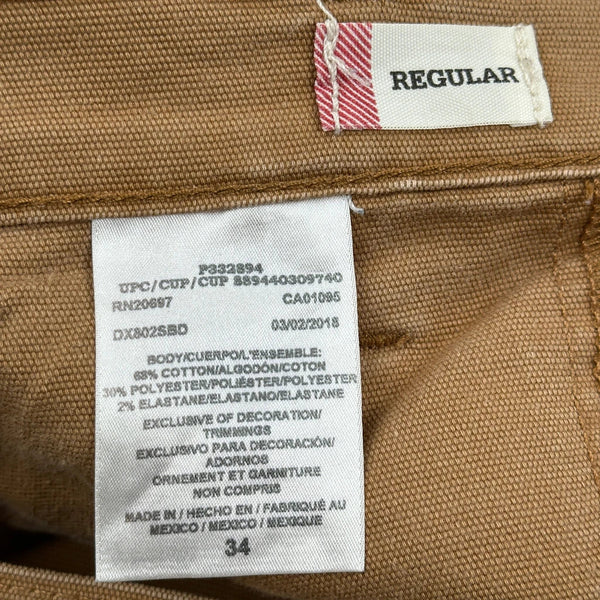 REGULAR
P332894
UPC/CUP/CUP 889440309740
RN20697 CA01095
DX802SBD 03/02/2018
BODY/CUERPO/L'ENSEMBLE:
68% COTTON/ALGODÓN/COTON
30% POLYESTER/POLIÉSTER/POLYESTER
2% ELASTANE/ELASTANO/ELASTANE
EXCLUSIVE OF DECORATION/
TRIMMINGS
EXCLUSIVO PARA DECORACIÓN/
ADORNOS
ORNEMENT ET GARNITURE
NON COMPRIS
MADE IN / HECHO EN / FABRIQUÉ AU
MEXICO / MEXICO / MEXIQUE
34